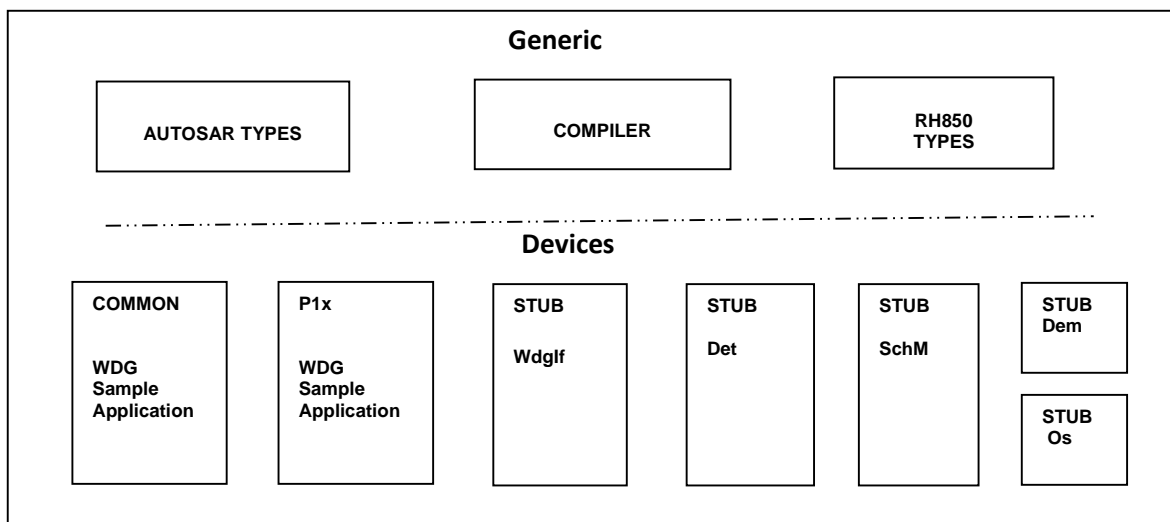 Generic
AUTOSAR TYPES
COMPILER
RH850
TYPES
Devices
COMMON
WDG
Sample
Application
P1x
WDG
Sample
Application
STUB
WdgIf
STUB
Det
STUB
SchM
STUB
Dem
STUB
Os